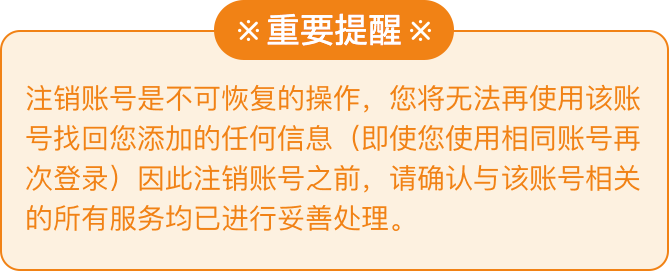 ※重要提醒※
注销账号是不可恢复的操作，您将无法再使用该账
号找回您添加的任何信息（即使您使用相同账号再
次登录）因此注销账号之前，请确认与该账号相关
的所有服务均已进行妥善处理。